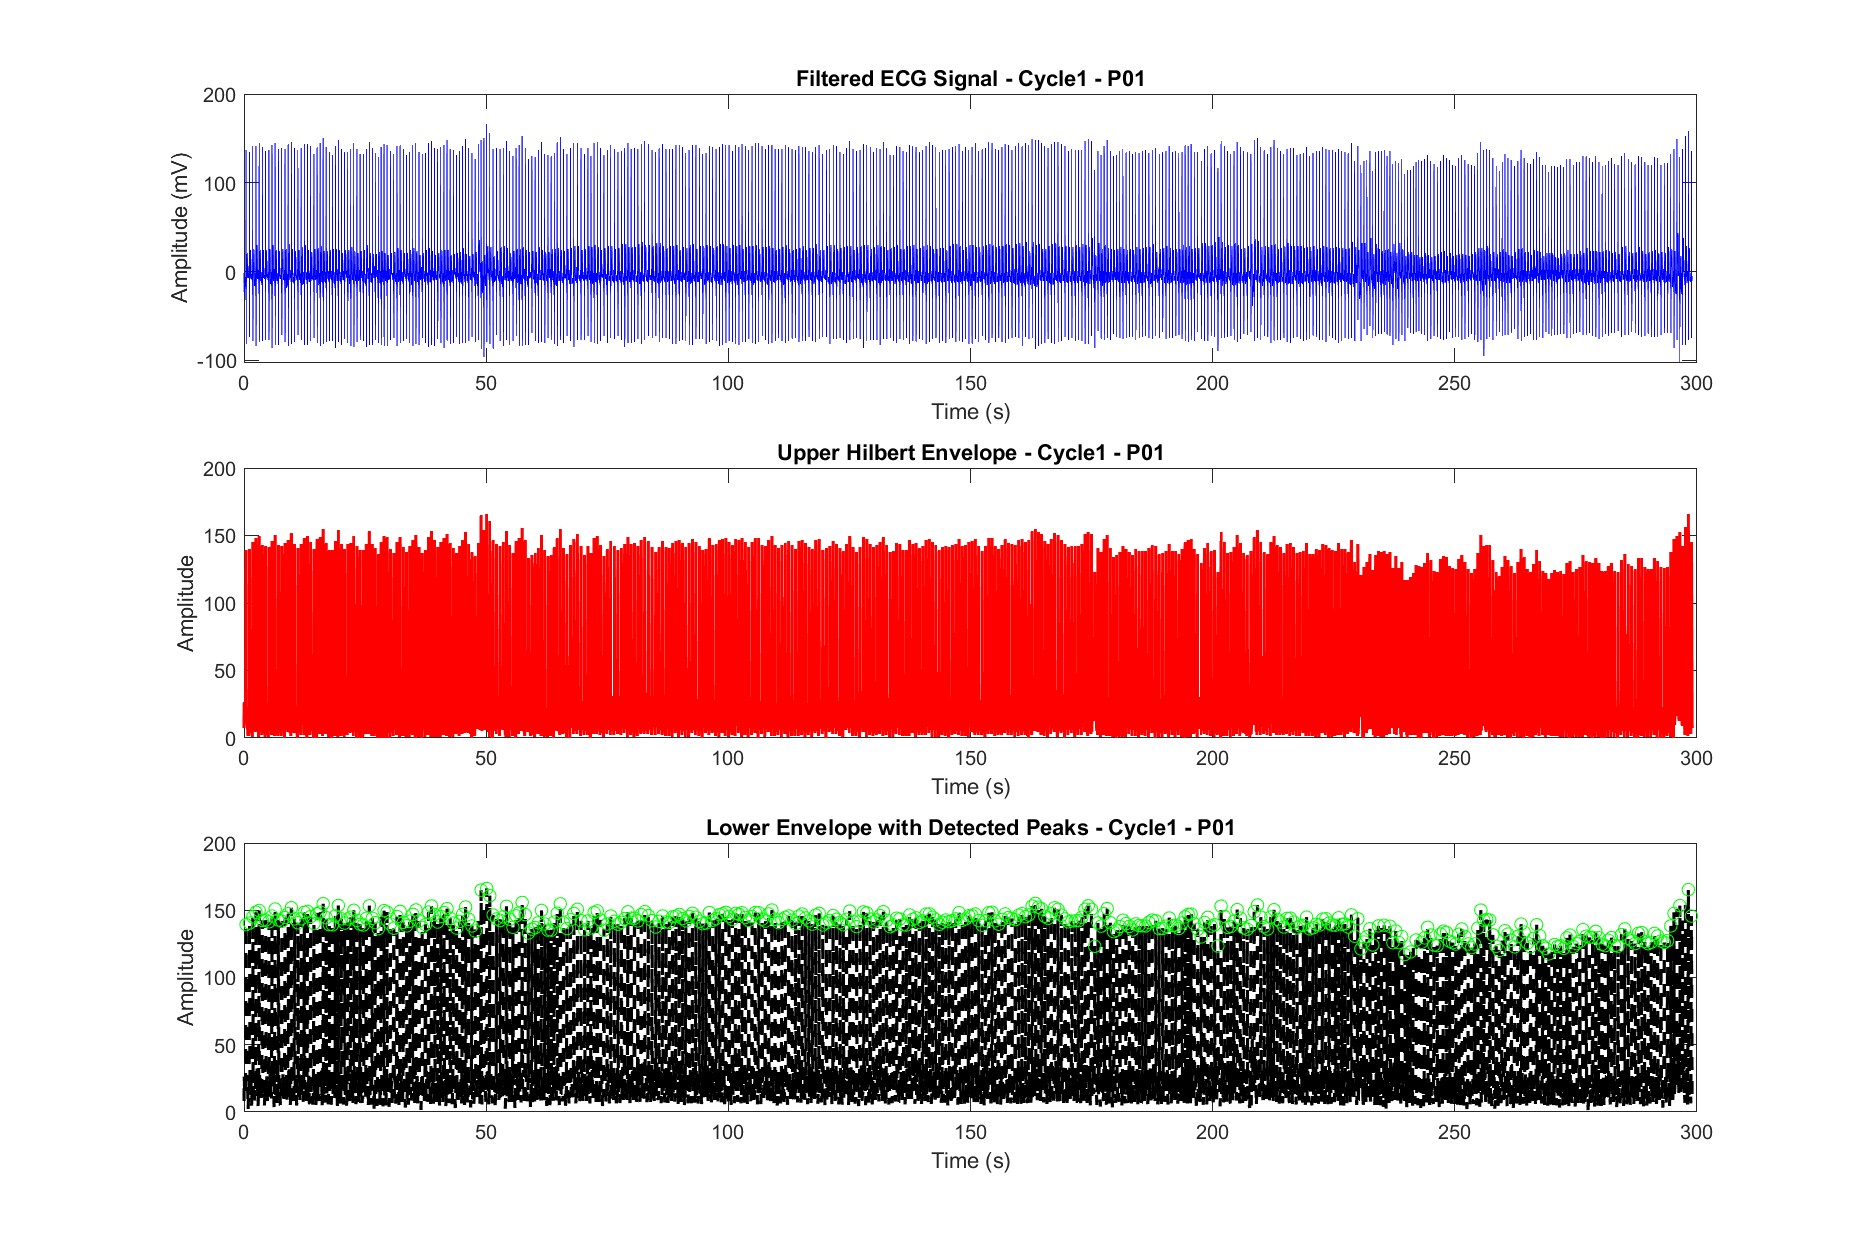 Filtered ECG Signal - Cycle1 - P01
200
100
0
-100
Amplitude (mV)
0 50 100 150 200 250 300
Time (s)
Upper Hilbert Envelope - Cycle1 - P01
200
150
100
50
0
Amplitude
0 50 100 150 200 250 300
Time (s)
Lower Envelope with Detected Peaks - Cycle1 - P01
200
150
100
50
0
Amplitude
0 50 100 150 200 250 300
Time (s)